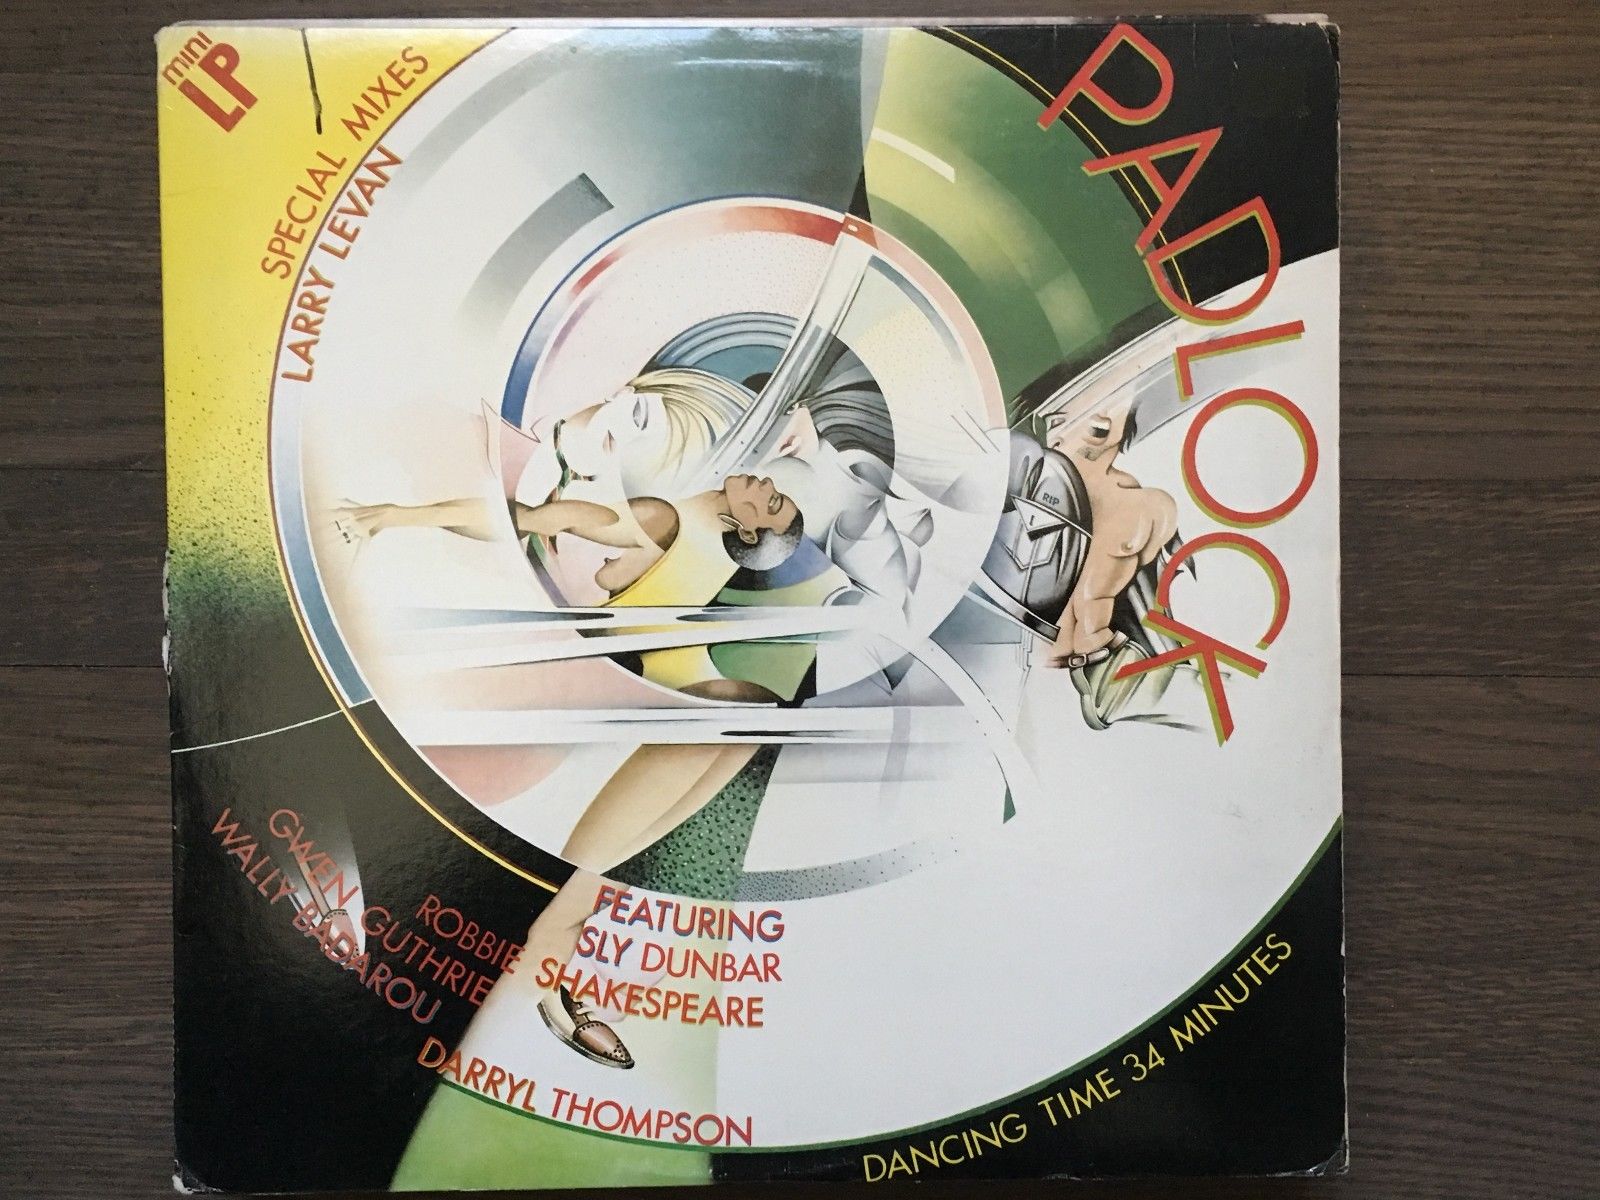 mini
LP
SPECIAL MIXES
LARRY LEVAN
PADLOCK
RIP
FEATURING
SLY DUNBAR
ROBBIE SHAKESPEARE
GWEN GUTHRIE
WALLY BADAROU
DARRYL THOMPSON
DANCING TIME 34 MINUTES